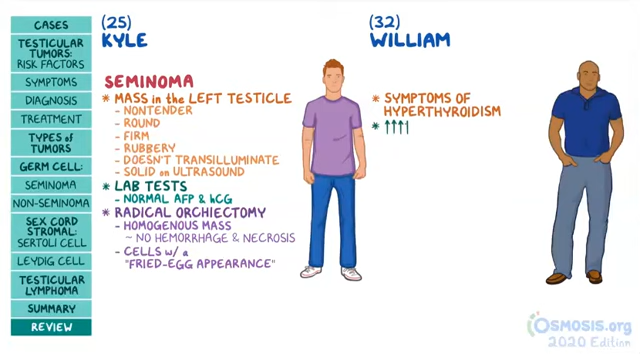 CASES
TESTICULAR
TUMORS:
RISK FACTORS
SYMPTOMS
DIAGNOSIS
TREATMENT
TYPES of
TUMORS
GERM CELL:
SEMINOMA
NON-SEMINOMA
SEX CORD
STROMAL:
SERTOLI CELL
LEYDIG CELL
TESTICULAR
LYMPHOMA
SUMMARY
REVIEW
(25)
KYLE
SEMINOMA
* MASS in the LEFT TESTICLE
- NONTENDER
- ROUND
- FIRM
- RUBBERY
- DOESN'T TRANSILLUMINATE
- SOLID on ULTRASOUND
* LAB TESTS
- NORMAL AFP & hCG
* RADICAL ORCHIECTOMY
- HOMOGENOUS MASS
~ NO HEMORRHAGE & NECROSIS
- CELLS w/ a
"FRIED-EGG APPEARANCE"
(32)
WILLIAM
* SYMPTOMS OF
HYPERTHYROIDISM
* ↑↑↑|
OSMOSIS.org
2020 Edition